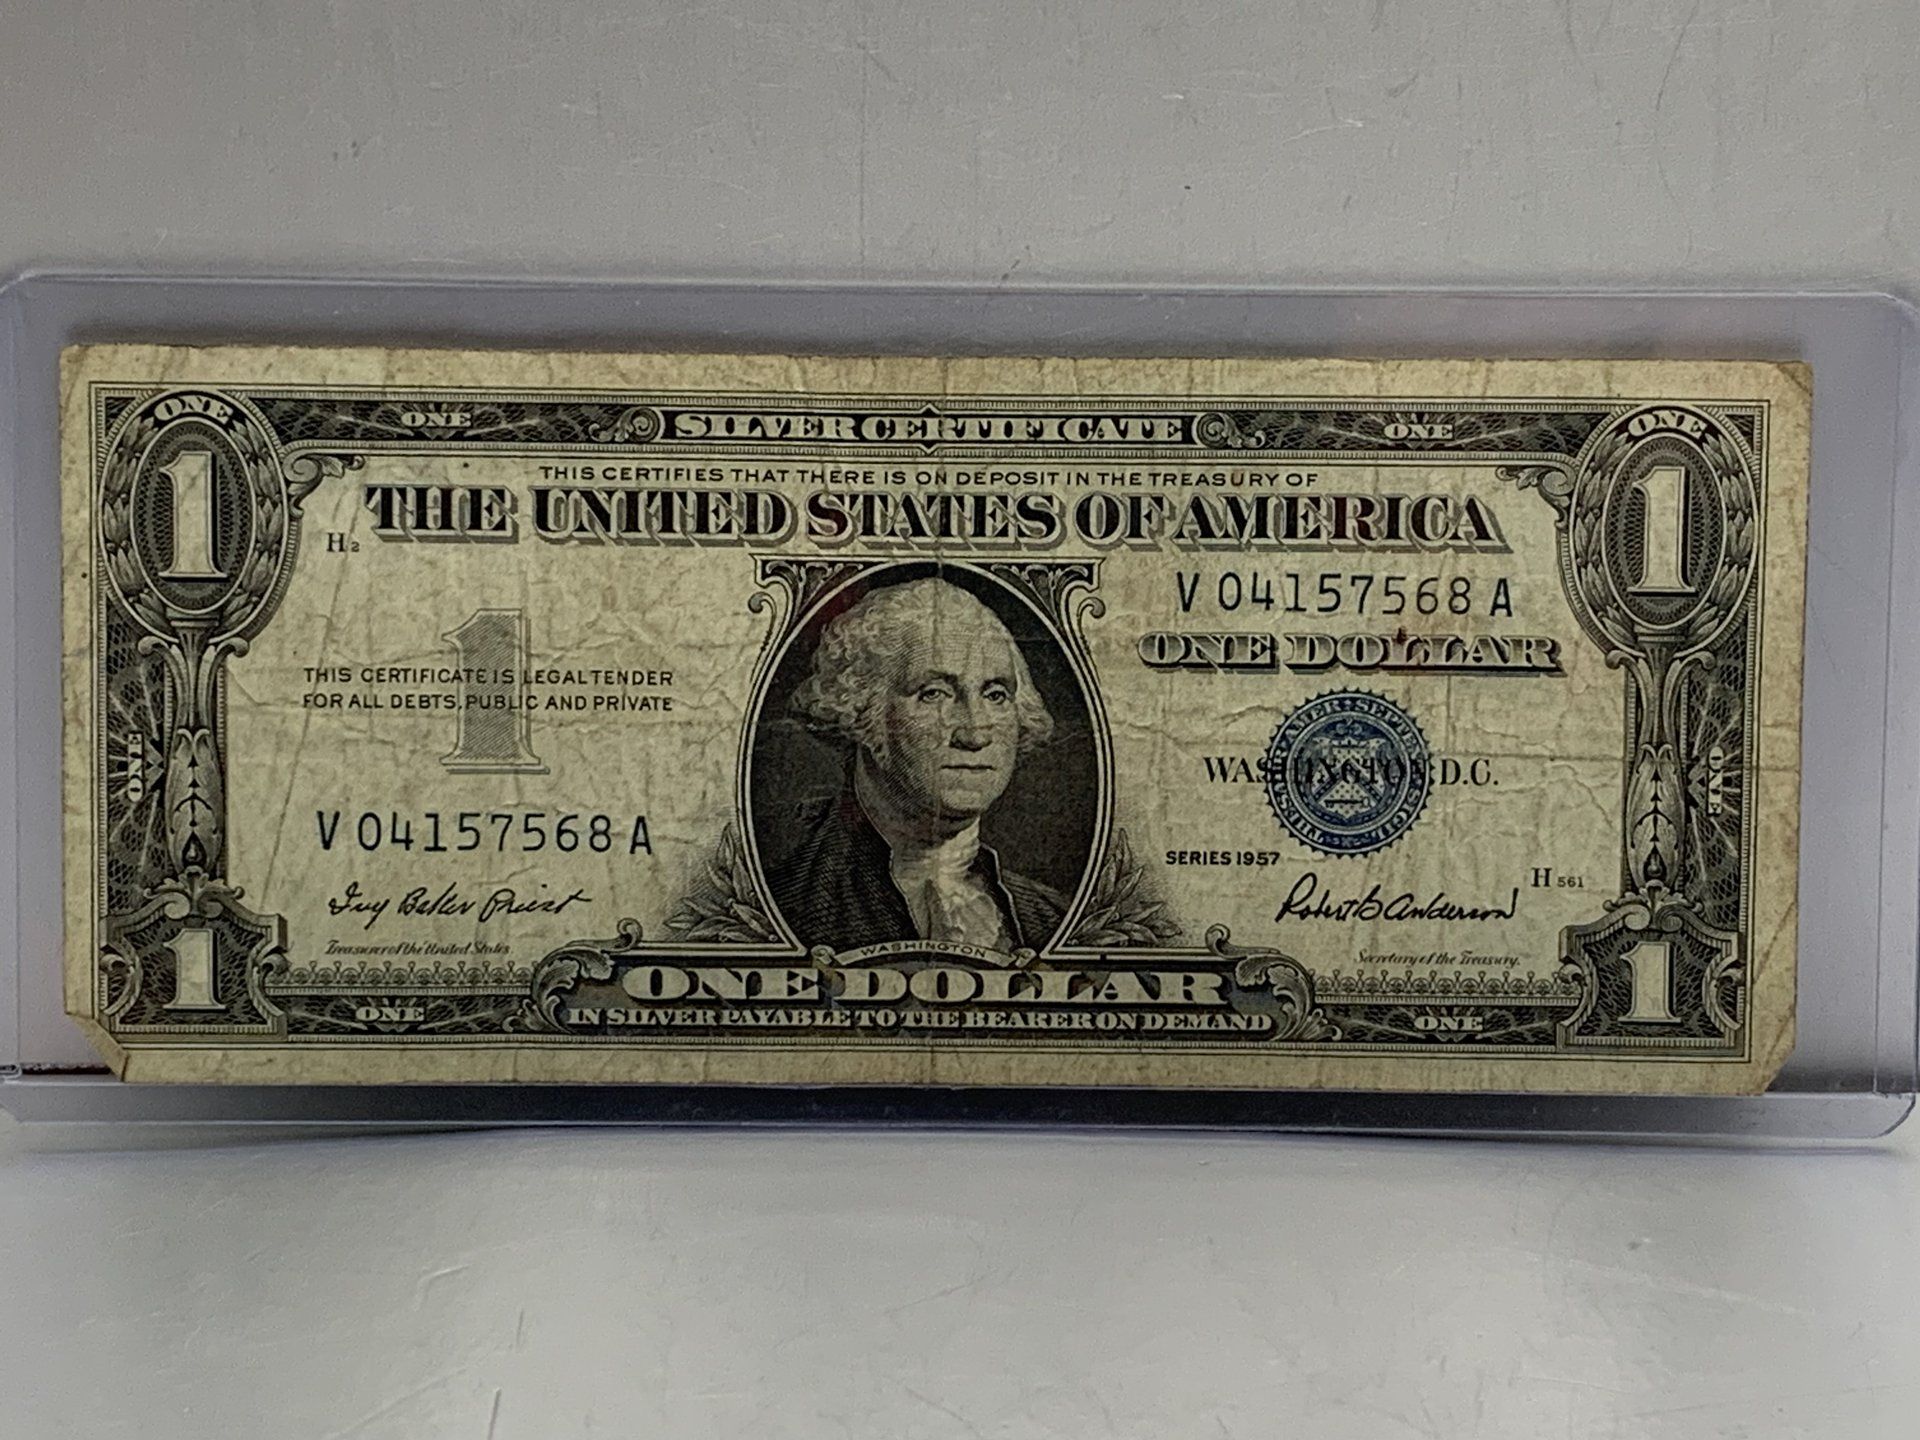 ONE ONE SILVER CERTIFICATE ONE ONE
1 1
THIS CERTIFIES THAT THERE IS ON DEPOSIT IN THE TREASURY OF
THE UNITED STATES OF AMERICA
H 2
V 04157568 A
ONE DOLLAR
1
THIS CERTIFICATE IS LEGAL TENDER
FOR ALL DEBTS, PUBLIC AND PRIVATE
ONE ONE
WASHINGTON, D.C.
V 04157568 A
SERIES 1957
H 561
Ivy Baker Priest
Robert B Anderson
Treasurer of the United States.
Secretary of the Treasury.
WASHINGTON
1 1
ONE DOLLAR
ONE IN SILVER PAYABLE TO THE BEARER ON DEMAND ONE